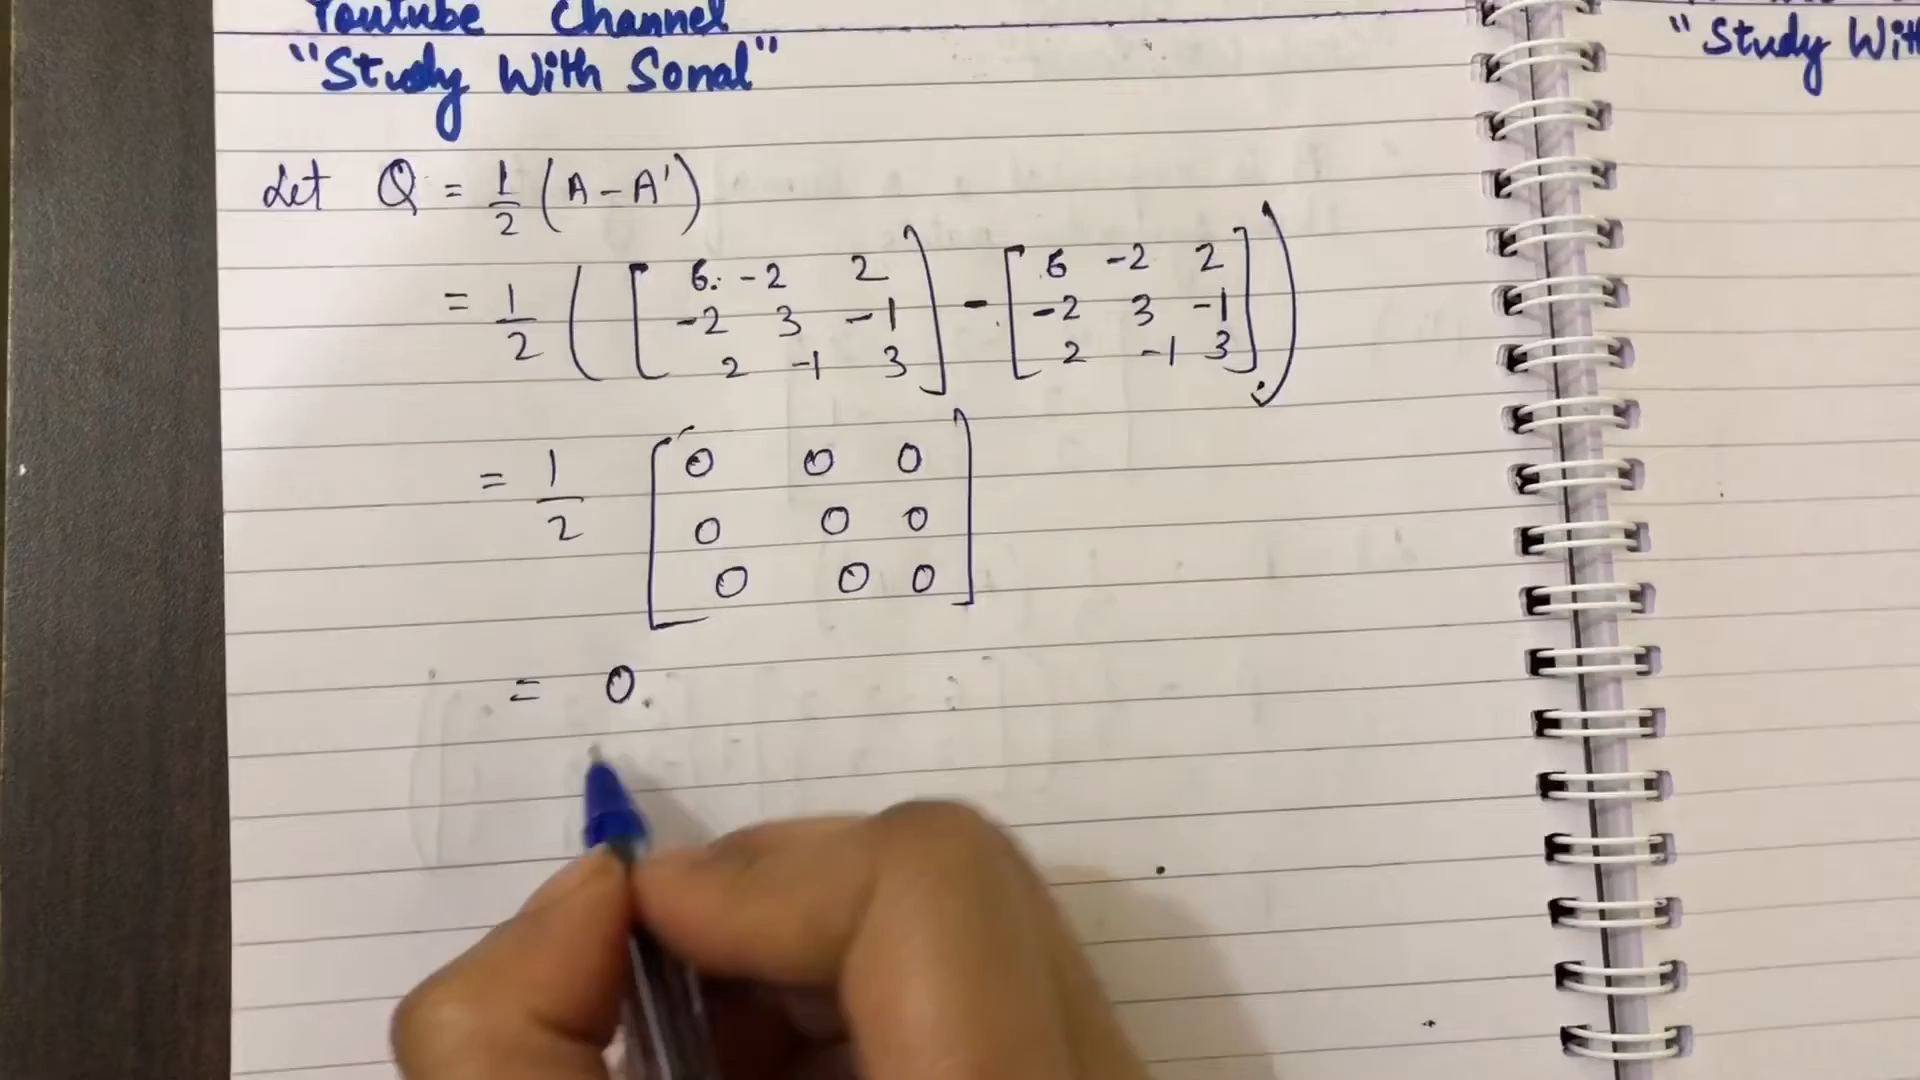 Youtube Channel
"Study With Sonal"
"Study With
Let Q = 1/2 (A - A')
= 1/2 ( [ 6. -2 2
-2 3 -1
2 -1 3 ] - [ 6 -2 2
-2 3 -1
2 -1 3 ] )
= 1/2 [ 0 0 0
0 0 0
0 0 0 ]
= 0.